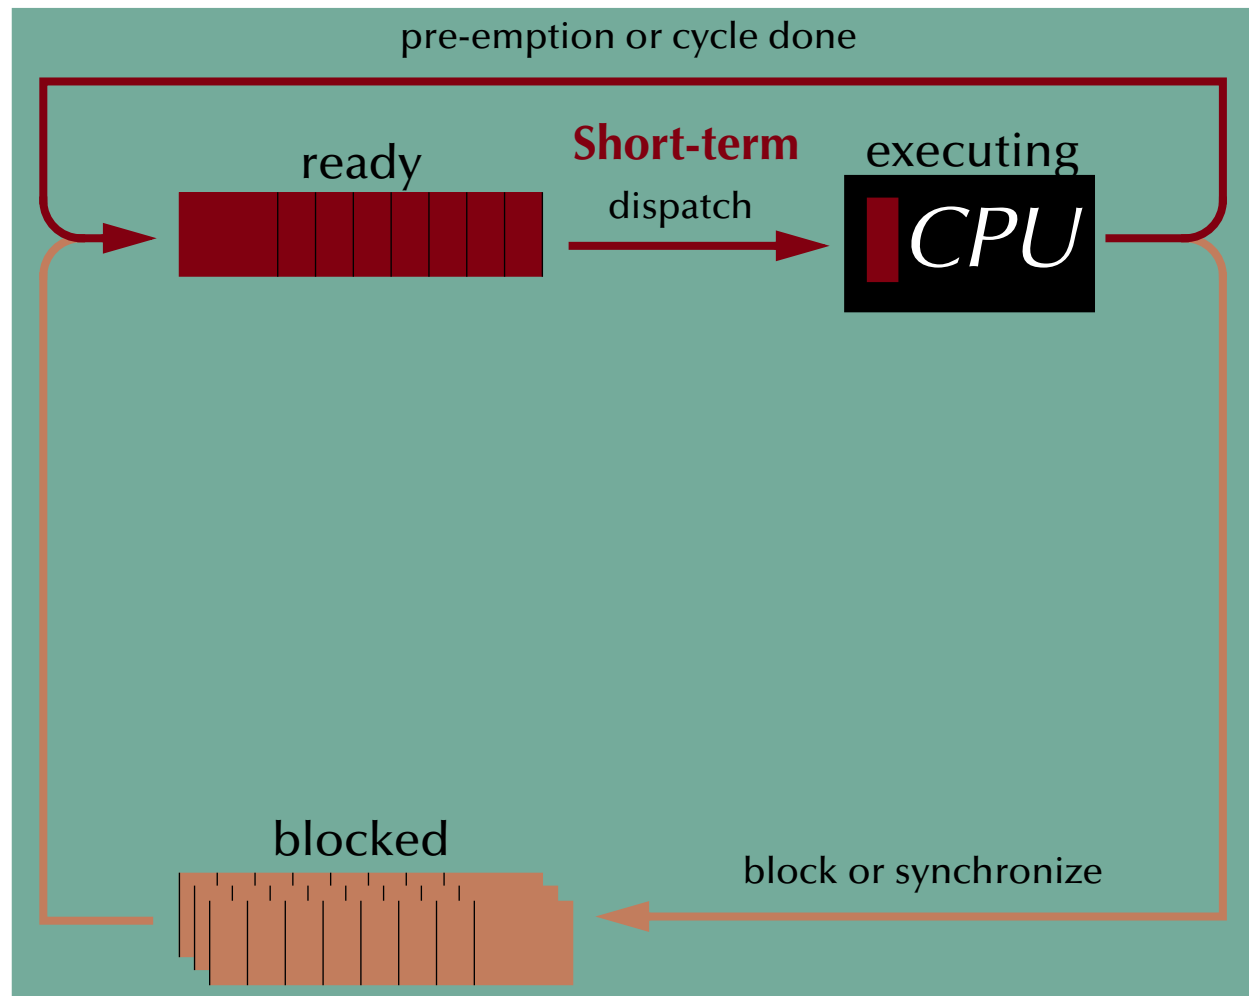 pre-emption or cycle done
ready
Short-term
dispatch
executing
CPU
blocked
block or synchronize